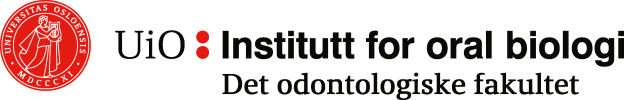 UNIVERSITAS OSLOENSIS
MDCCCXI
UiO : Institutt for oral biologi
Det odontologiske fakultet